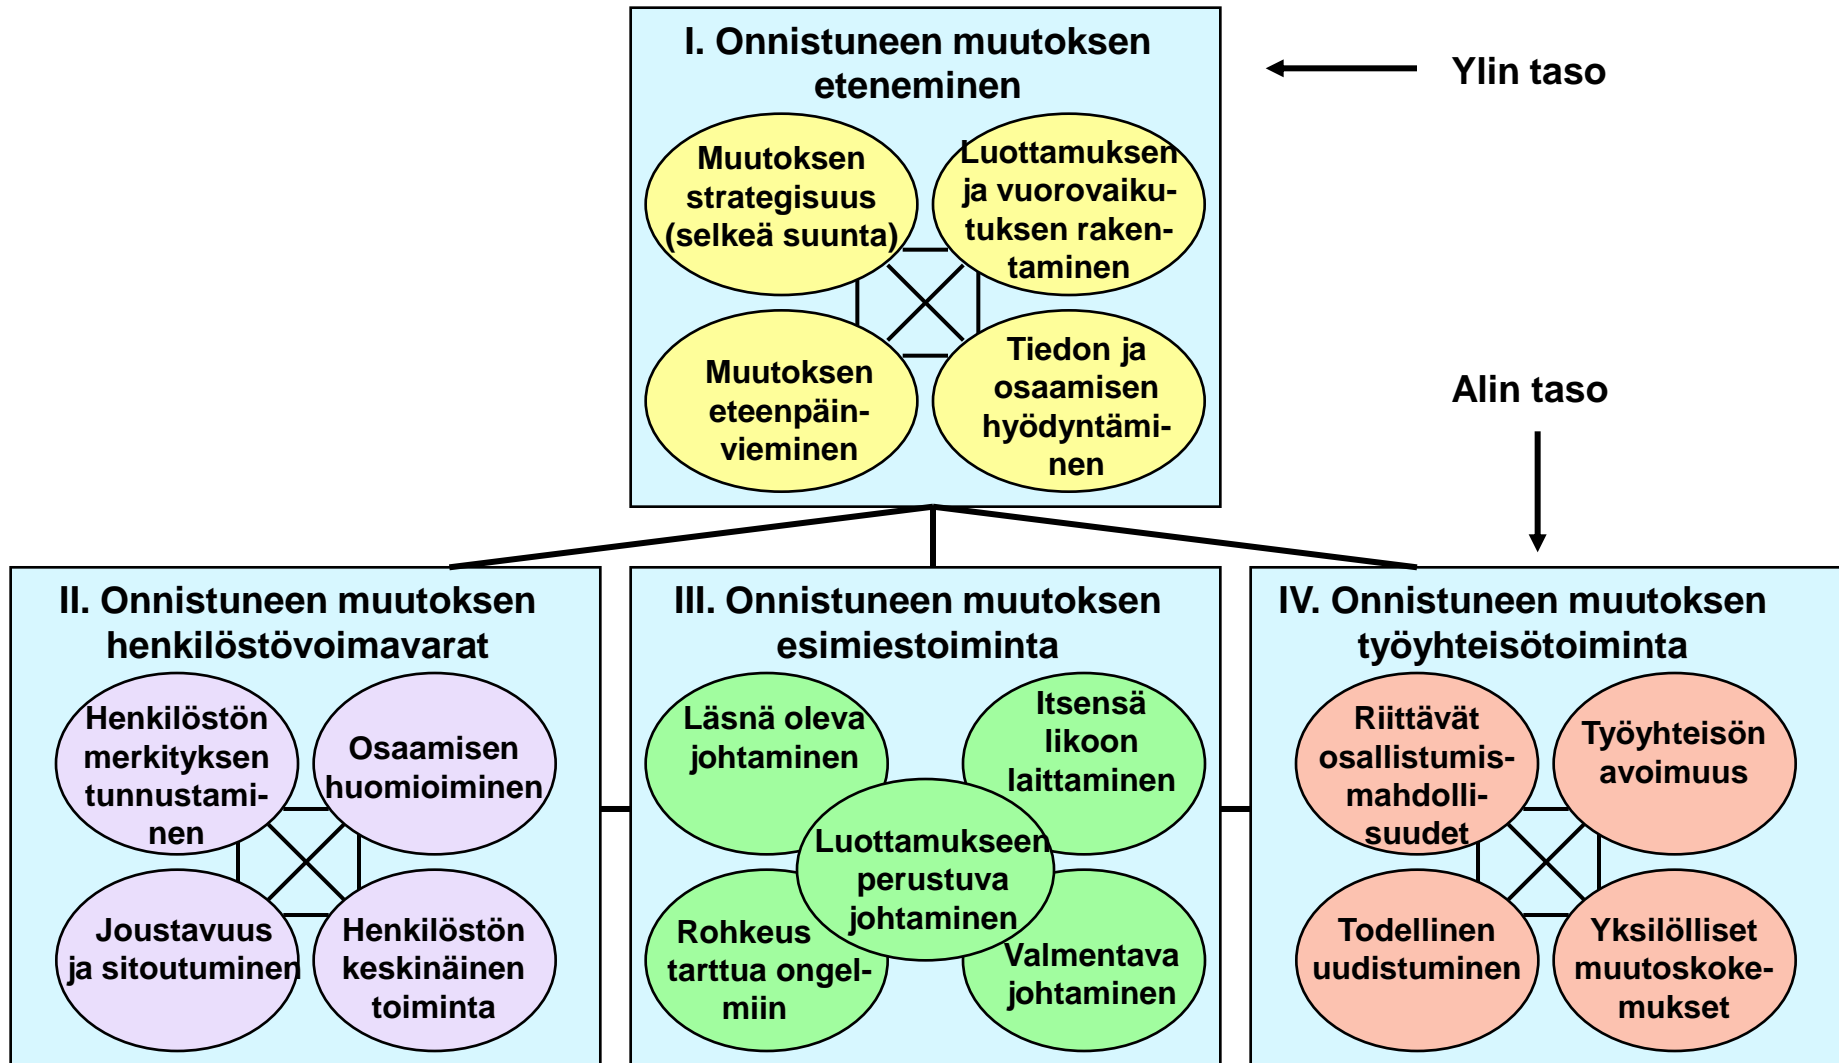 I. Onnistuneen muutoksen
eteneminen
Ylin taso
Muutoksen
strategisuus
(selkeä suunta)
Luottamuksen
ja vuorovaiku-
tuksen raken-
taminen
Muutoksen
eteenpäin-
vieminen
Tiedon ja
osaamisen
hyödyntämi-
nen
Alin taso
II. Onnistuneen muutoksen
henkilöstövoimavarat
Henkilöstön
merkityksen
tunnustami-
nen
Osaamisen
huomioiminen
Joustavuus
ja sitoutuminen
Henkilöstön
keskinäinen
toiminta
III. Onnistuneen muutoksen
esimiestoiminta
Läsnä oleva
johtaminen
Itsensä
likoon
laittaminen
Luottamukseen
perustuva
johtaminen
Rohkeus
tarttua ongel-
miin
Valmentava
johtaminen
IV. Onnistuneen muutoksen
työyhteisötoiminta
Riittävät
osallistumis-
mahdolli-
suudet
Työyhteisön
avoimuus
Todellinen
uudistuminen
Yksilölliset
muutoskoke-
mukset